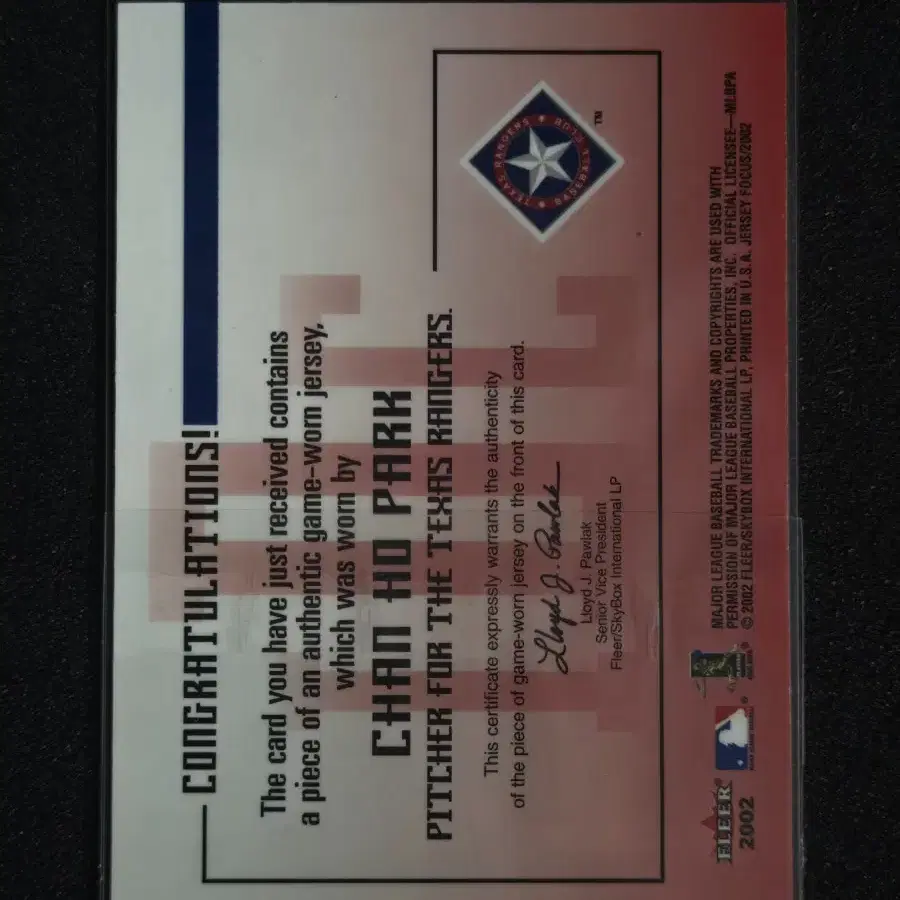 CONGRATULATIONS!
The card you have just received contains
a piece of an authentic game-worn jersey,
which was worn by
CHAN HO PARK
PITCHER FOR THE TEXAS RANGERS.
This certificate expressly warrants the authenticity
of the piece of game-worn jersey on the front of this card.
Lloyd J. Pawlak
Lloyd J. Pawlak
Senior Vice President
Fleer/SkyBox International LP
TEXAS RANGERS BASEBALL CLUB
TM
FLEER®
2002
MAJOR LEAGUE BASEBALL TRADEMARKS AND COPYRIGHTS ARE USED WITH
PERMISSION OF MAJOR LEAGUE BASEBALL PROPERTIES, INC. OFFICIAL LICENSEE—MLBPA
© 2002 FLEER/SKYBOX INTERNATIONAL LP, PRINTED IN U.S.A. JERSEY FOCUS/2002